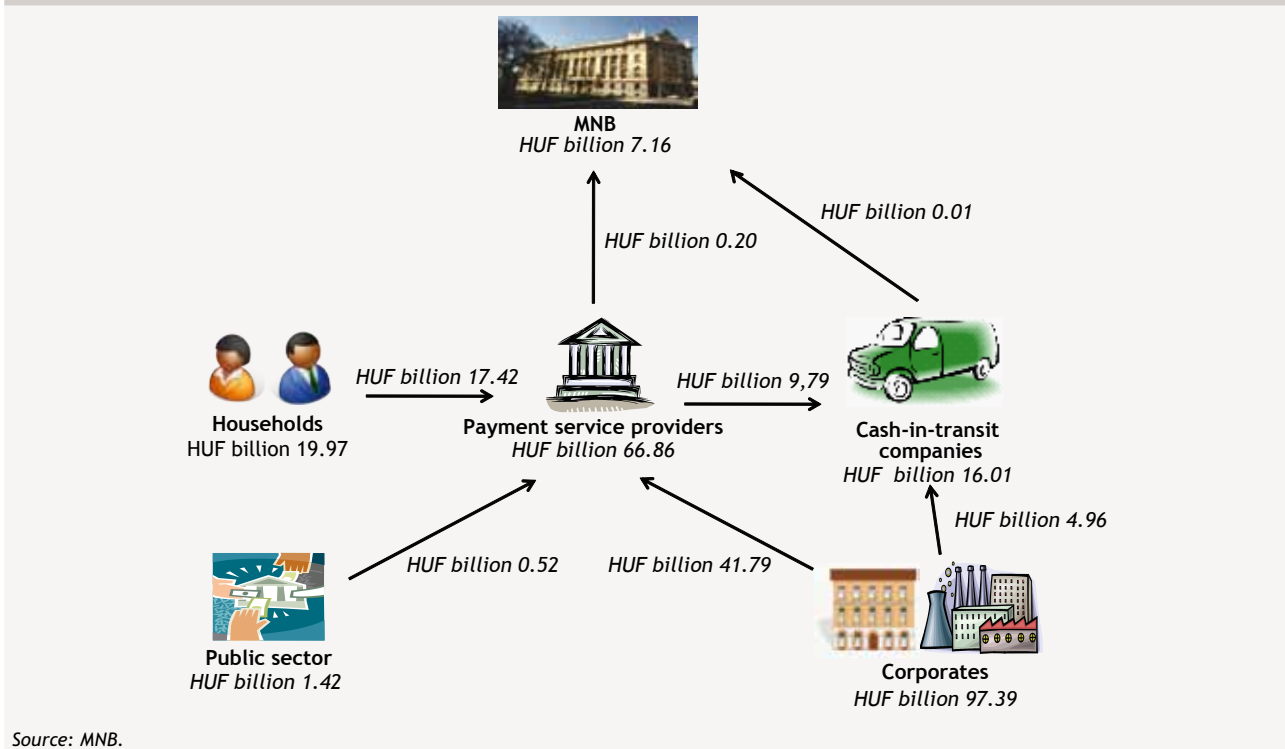 MNB
HUF billion 7.16
HUF billion 0.01
HUF billion 0.20
HUF billion 17.42
HUF billion 9,79
Households
HUF billion 19.97
Payment service providers
HUF billion 66.86
Cash-in-transit
companies
HUF billion 16.01
HUF billion 4.96
HUF billion 0.52
HUF billion 41.79
Public sector
HUF billion 1.42
Corporates
HUF billion 97.39
Source: MNB.